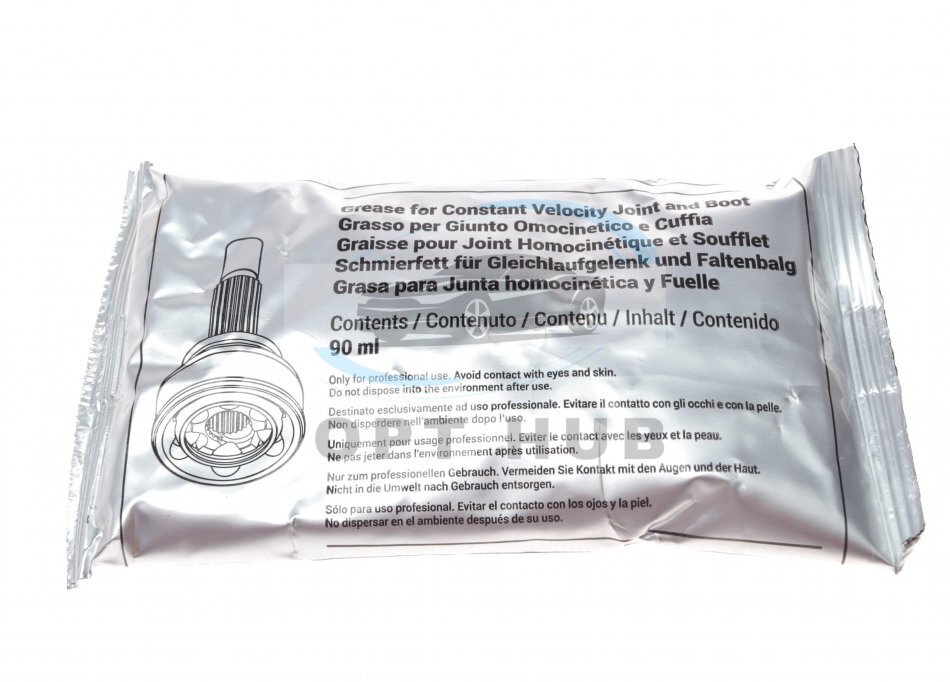 Grease for Constant Velocity Joint and Boot
Grasso per Giunto Omocinetico e Cuffia
Graisse pour Joint Homocinétique et Soufflet
Schmierfett für Gleichlaufgelenk und Faltenbalg
Grasa para Junta homocinética y Fuelle
Contents / Contenuto / Contenu / Inhalt / Contenido
90 ml
Only for professional use. Avoid contact with eyes and skin.
Do not dispose into the environment after use.
Destinato esclusivamente ad uso professionale. Evitare il contatto con gli occhi e con la pelle.
Non disperdere nell'ambiente dopo l'uso.
OPT HUB
Uniquement pour usage professionnel. Eviter le contact avec les yeux et la peau.
Ne pas jeter dans l'environnement après utilisation.
Nur zum professionellen Gebrauch. Vermeiden Sie Kontakt mit den Augen und der Haut.
Nicht in die Umwelt nach Gebrauch entsorgen.
Sólo para uso profesional. Evitar el contacto con los ojos y la piel.
No dispersar en el ambiente después de su uso.